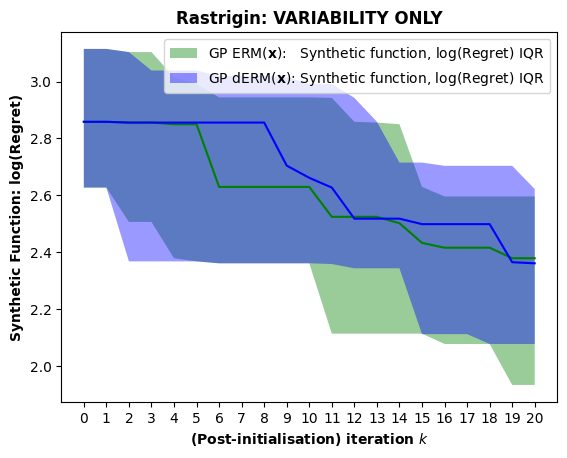 Rastrigin: VARIABILITY ONLY
GP ERM(x): Synthetic function, log(Regret) IQR
GP dERM(x): Synthetic function, log(Regret) IQR
Synthetic Function: log(Regret)
3.0
2.8
2.6
2.4
2.2
2.0
0 1 2 3 4 5 6 7 8 9 10 11 12 13 14 15 16 17 18 19 20
(Post-initialisation) iteration k